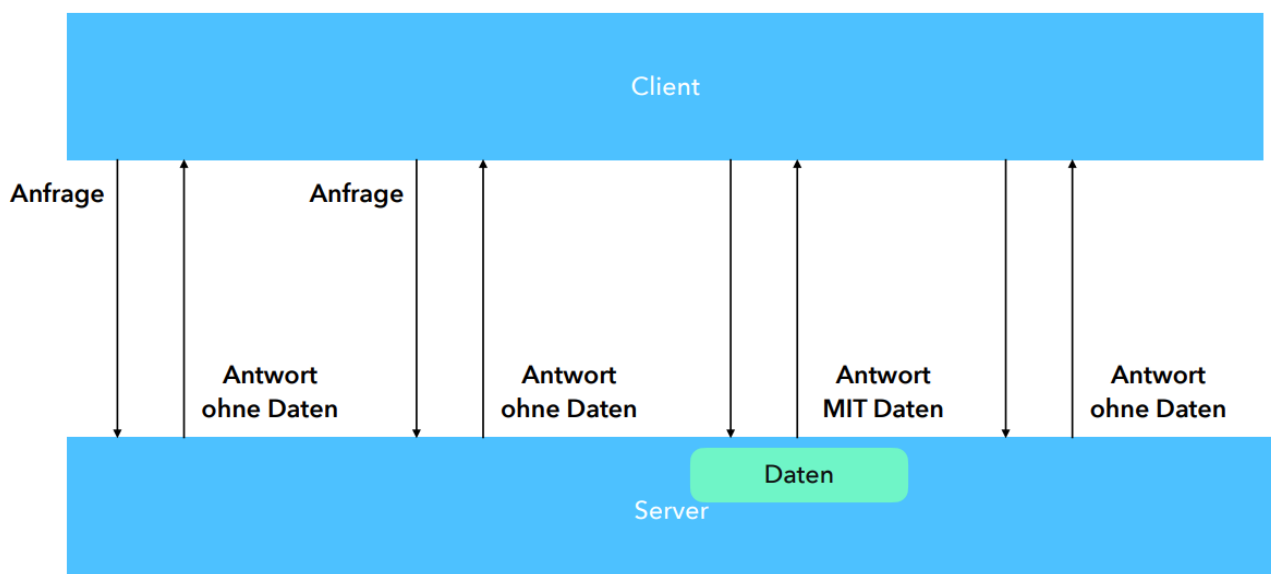 Client
Anfrage
Anfrage
Antwort
ohne Daten
Antwort
ohne Daten
Antwort
MIT Daten
Antwort
ohne Daten
Daten
Server